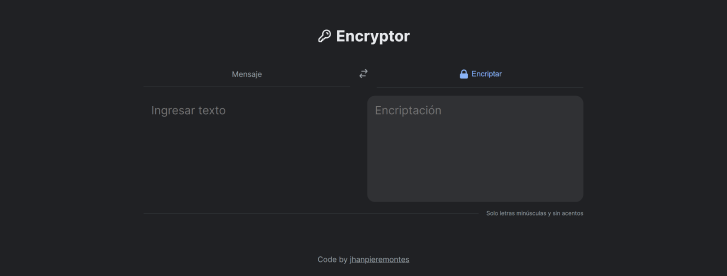 Encryptor
Mensaje
Encriptar
Ingresar texto
Encriptación
Solo letras minúsculas y sin acentos
Code by jhanpieremontes